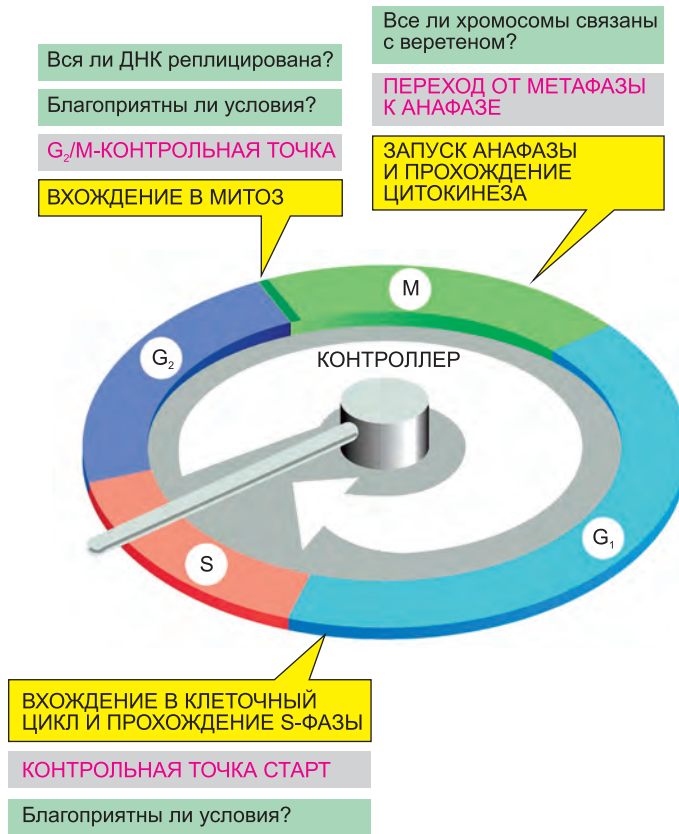 Вся ли ДНК реплицирована?
Благоприятны ли условия?
G₂/M-КОНТРОЛЬНАЯ ТОЧКА
ВХОЖДЕНИЕ В МИТОЗ
Все ли хромосомы связаны
с веретеном?
ПЕРЕХОД ОТ МЕТАФАЗЫ
К АНАФАЗЕ
ЗАПУСК АНАФАЗЫ
И ПРОХОЖДЕНИЕ
ЦИТОКИНЕЗА
M
G₂
КОНТРОЛЛЕР
G₁
S
ВХОЖДЕНИЕ В КЛЕТОЧНЫЙ
ЦИКЛ И ПРОХОЖДЕНИЕ S-ФАЗЫ
КОНТРОЛЬНАЯ ТОЧКА СТАРТ
Благоприятны ли условия?